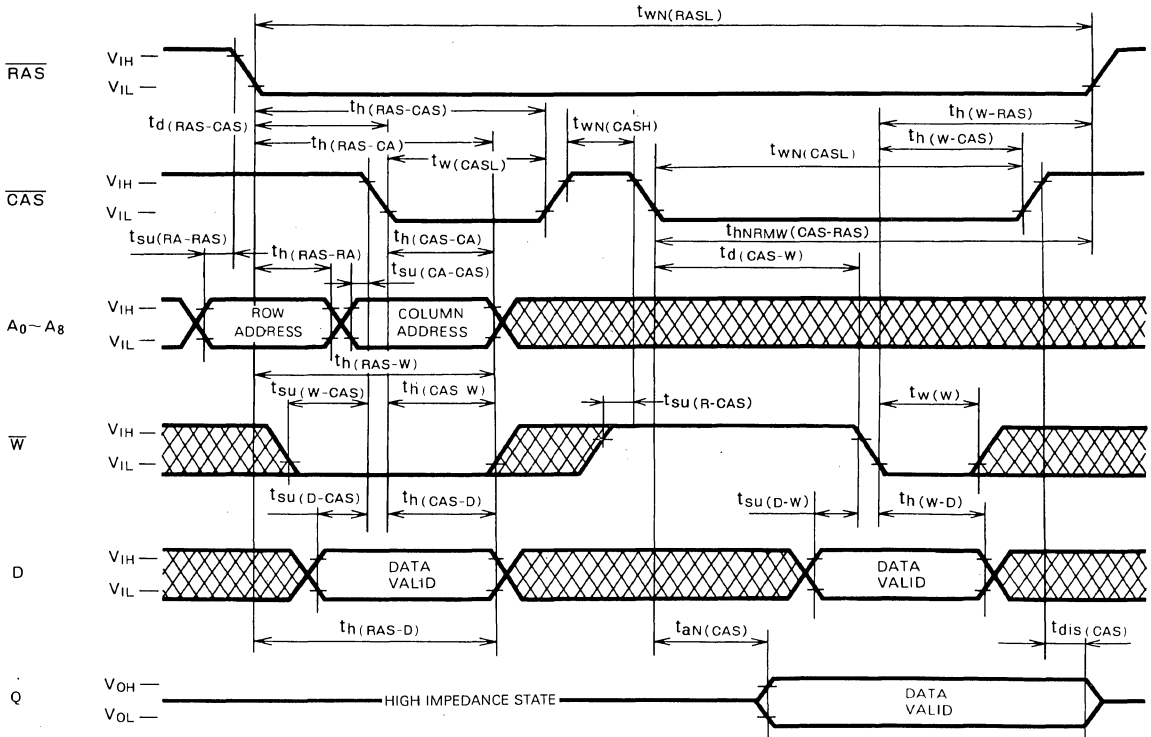 tWN(RASL)
RAS
VIH
VIL
th(RAS-CAS)
td(RAS-CAS)
th(RAS-CA)
tW(CASL)
tWN(CASH)
th(W-RAS)
th(W-CAS)
tWN(CASL)
CAS
VIH
VIL
tsu(RA-RAS)
th(RAS-RA)
th(CAS-CA)
tsu(CA-CAS)
thNRMW(CAS-RAS)
td(CAS-W)
A0~A8
VIH
VIL
ROW ADDRESS
COLUMN ADDRESS
th(RAS-W)
tsu(W-CAS)
th(CAS W)
tsu(R-CAS)
tw(W)
W
VIH
VIL
tsu(D-CAS)
th(CAS-D)
tsu(D-W)
th(W-D)
D
VIH
VIL
DATA VALID
DATA VALID
th(RAS-D)
taN(CAS)
tdis(CAS)
Q
VOH
VOL
HIGH IMPEDANCE STATE
DATA VALID